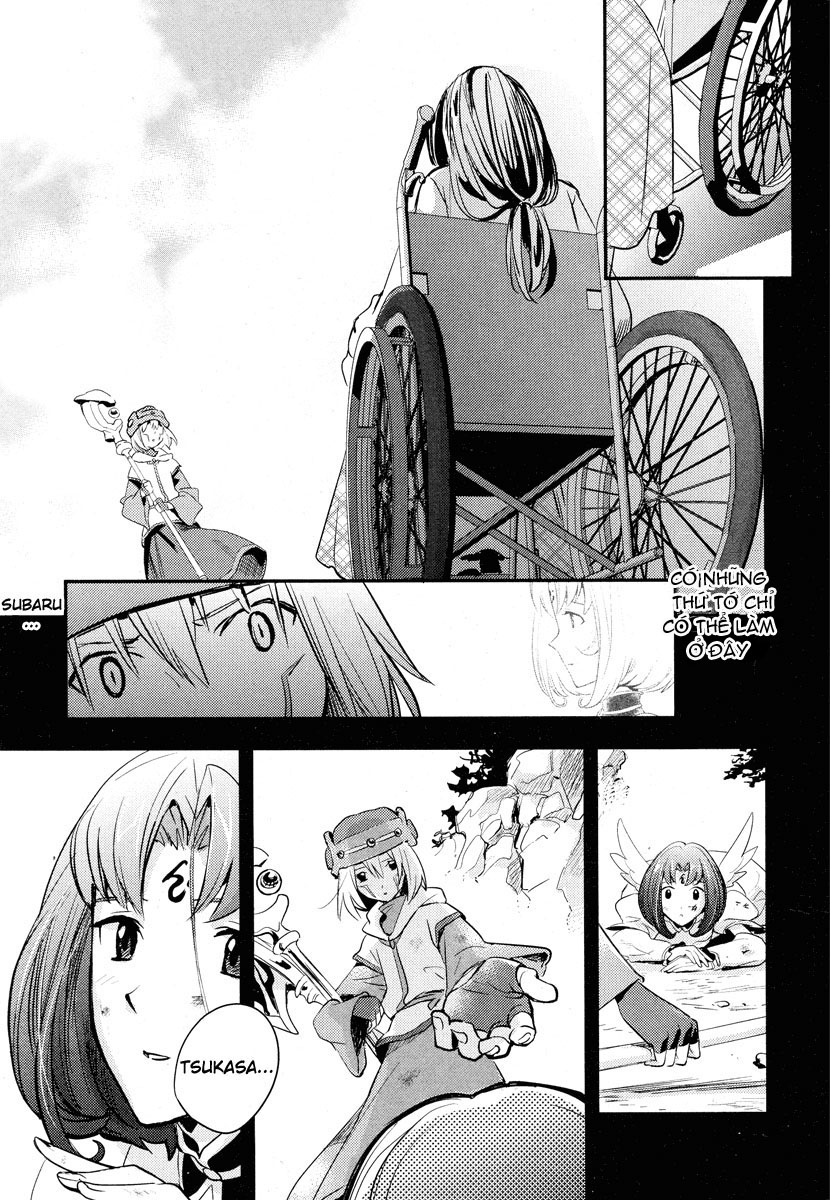 CÓ NHỮNG
THỨ TỚ CHỈ
CÓ THỂ LÀM
Ở ĐÂY
SUBARU
...
TSUKASA...